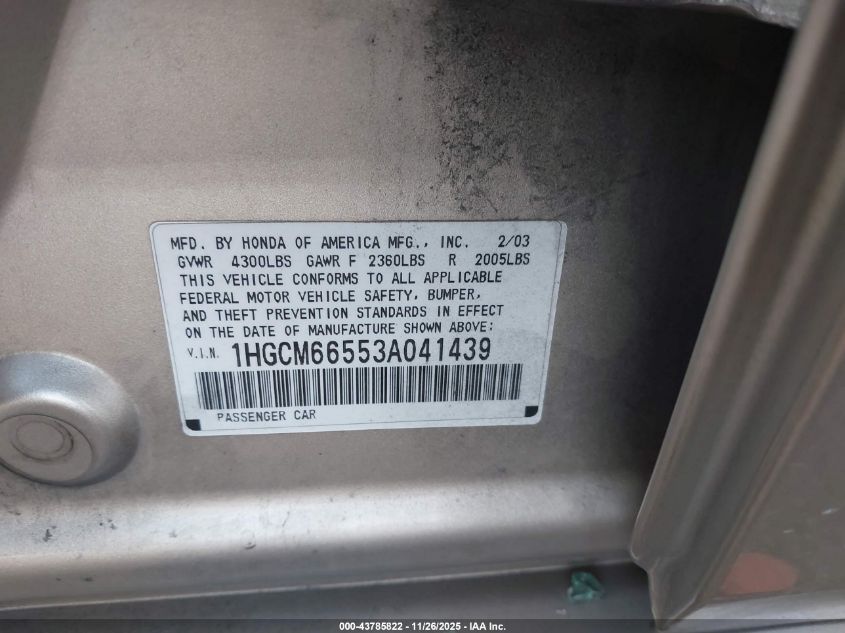 MFD. BY HONDA OF AMERICA MFG., INC. 2/03
GVWR 4300LBS GAWR F 2360LBS R 2005LBS
THIS VEHICLE CONFORMS TO ALL APPLICABLE
FEDERAL MOTOR VEHICLE SAFETY, BUMPER,
AND THEFT PREVENTION STANDARDS IN EFFECT
ON THE DATE OF MANUFACTURE SHOWN ABOVE:
V.I.N. 1HGCM66553A041439
PASSENGER CAR
000-43785822 - 11/26/2025 - IAA Inc.